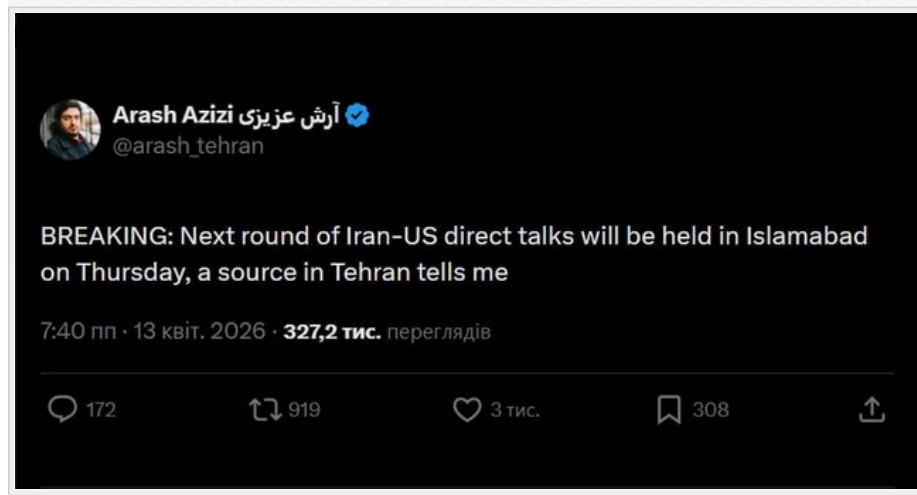 Arash Azizi آرش عزیزی
@arash_tehran
BREAKING: Next round of Iran-US direct talks will be held in Islamabad
on Thursday, a source in Tehran tells me
7:40 пп · 13 квіт. 2026 · 327,2 тис. переглядів
172 919 3 тис. 308